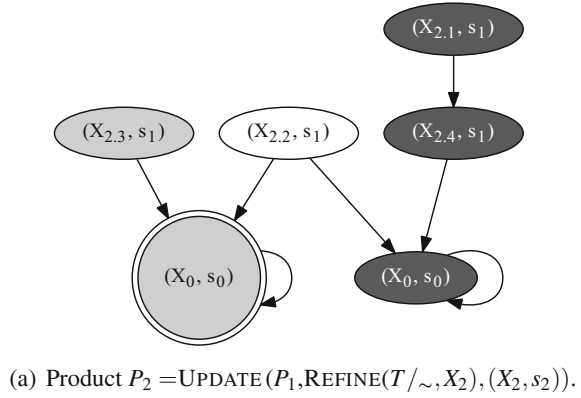 (X₂.₁, s₁)
(X₂.₃, s₁) (X₂.₂, s₁) (X₂.₄, s₁)
(X₀, s₀) (X₀, s₀)
(a) Product P₂ =UPDATE(P₁,REFINE(T/∼,X₂),(X₂,s₂)).